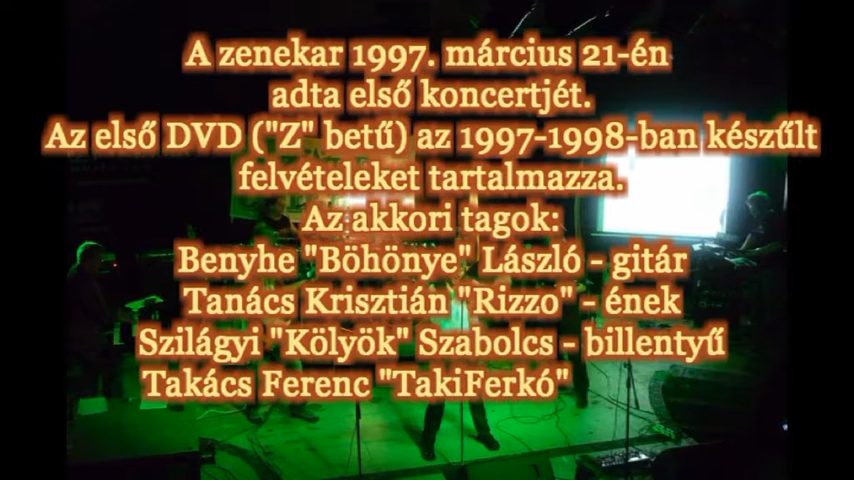 A zenekar 1997. március 21-én
adta első koncertjét.
Az első DVD ("Z" betű) az 1997-1998-ban készűlt
felvételeket tartalmazza.
Az akkori tagok:
Benyhe "Böhönye" László - gitár
Tanács Krisztián "Rizzo" - ének
Szilágyi "Kölyök" Szabolcs - billentyű
Takács Ferenc "TakiFerkó"